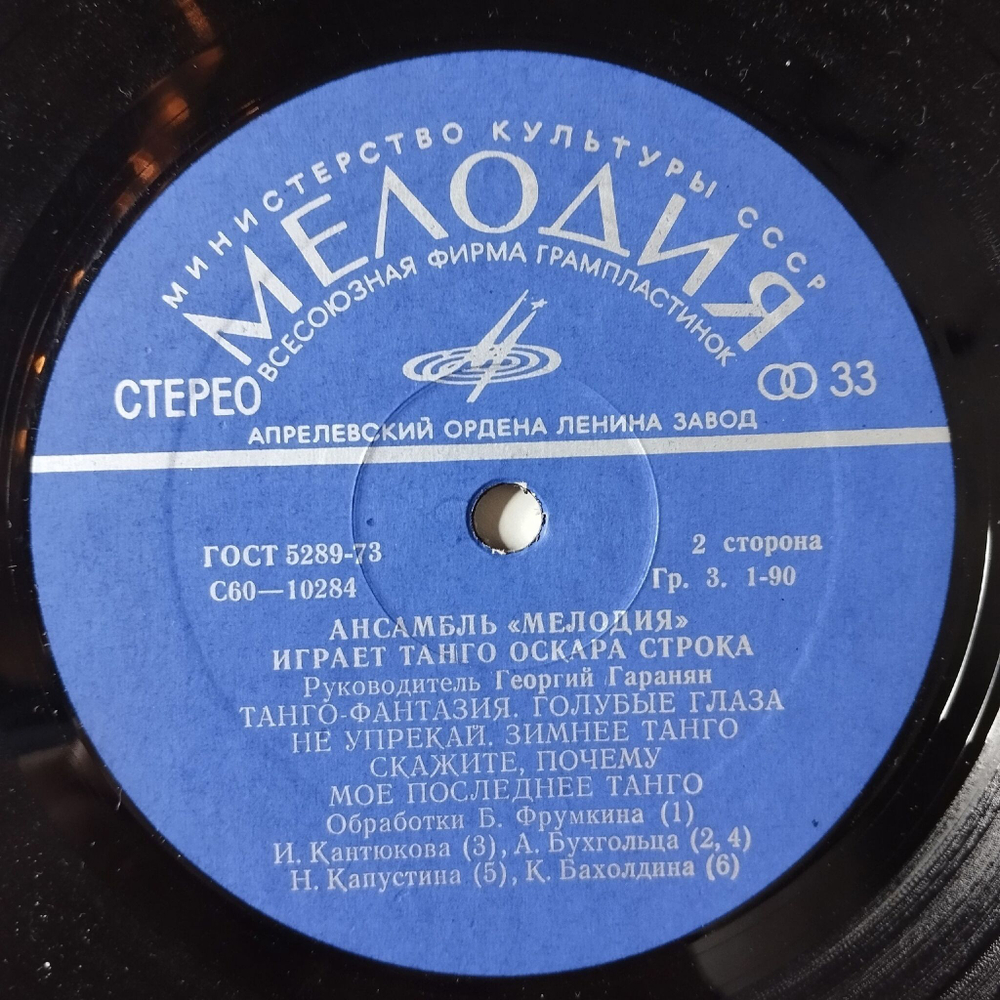 МИНИСТЕРСТВО КУЛЬТУРЫ СССР
МЕЛОДИЯ
ВСЕСОЮЗНАЯ ФИРМА ГРАМПЛАСТИНОК
СТЕРЕО
33
АПРЕЛЕВСКИЙ ОРДЕНА ЛЕНИНА ЗАВОД
ГОСТ 5289-73
2 сторона
С60—10284
Гр. 3. 1-90
АНСАМБЛЬ «МЕЛОДИЯ»
ИГРАЕТ ТАНГО ОСКАРА СТРОКА
Руководитель Георгий Гаранян
ТАНГО-ФАНТАЗИЯ. ГОЛУБЫЕ ГЛАЗА
НЕ УПРЕКАЙ. ЗИМНЕЕ ТАНГО
СКАЖИТЕ, ПОЧЕМУ
МОЕ ПОСЛЕДНЕЕ ТАНГО
Обработки Б. Фрумкина (1)
И. Кантюкова (3), А. Бухгольца (2, 4)
Н. Капустина (5), К. Бахолдина (6)